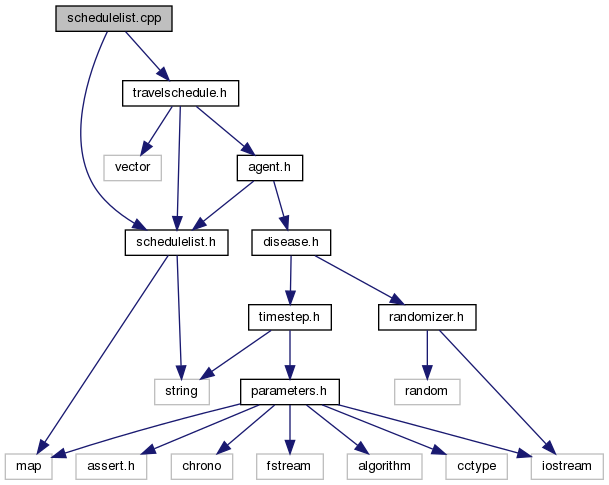 schedulelist.cpp
travelschedule.h
vector
agent.h
schedulelist.h
disease.h
timestep.h
randomizer.h
string
parameters.h
random
map
assert.h
chrono
fstream
algorithm
cctype
iostream